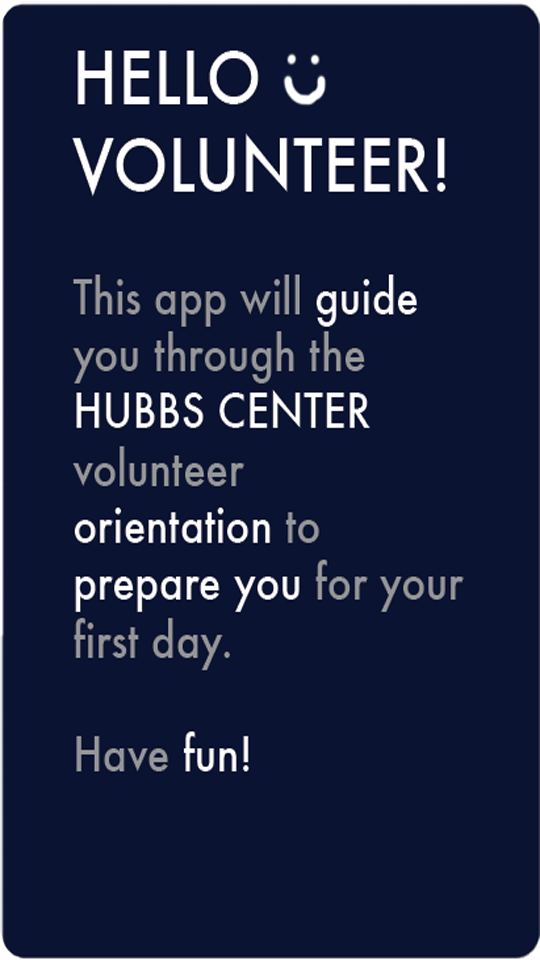 HELLO
VOLUNTEER!
This app will guide
you through the
HUBBS CENTER
volunteer
orientation to
prepare you for your
first day.
Have fun!